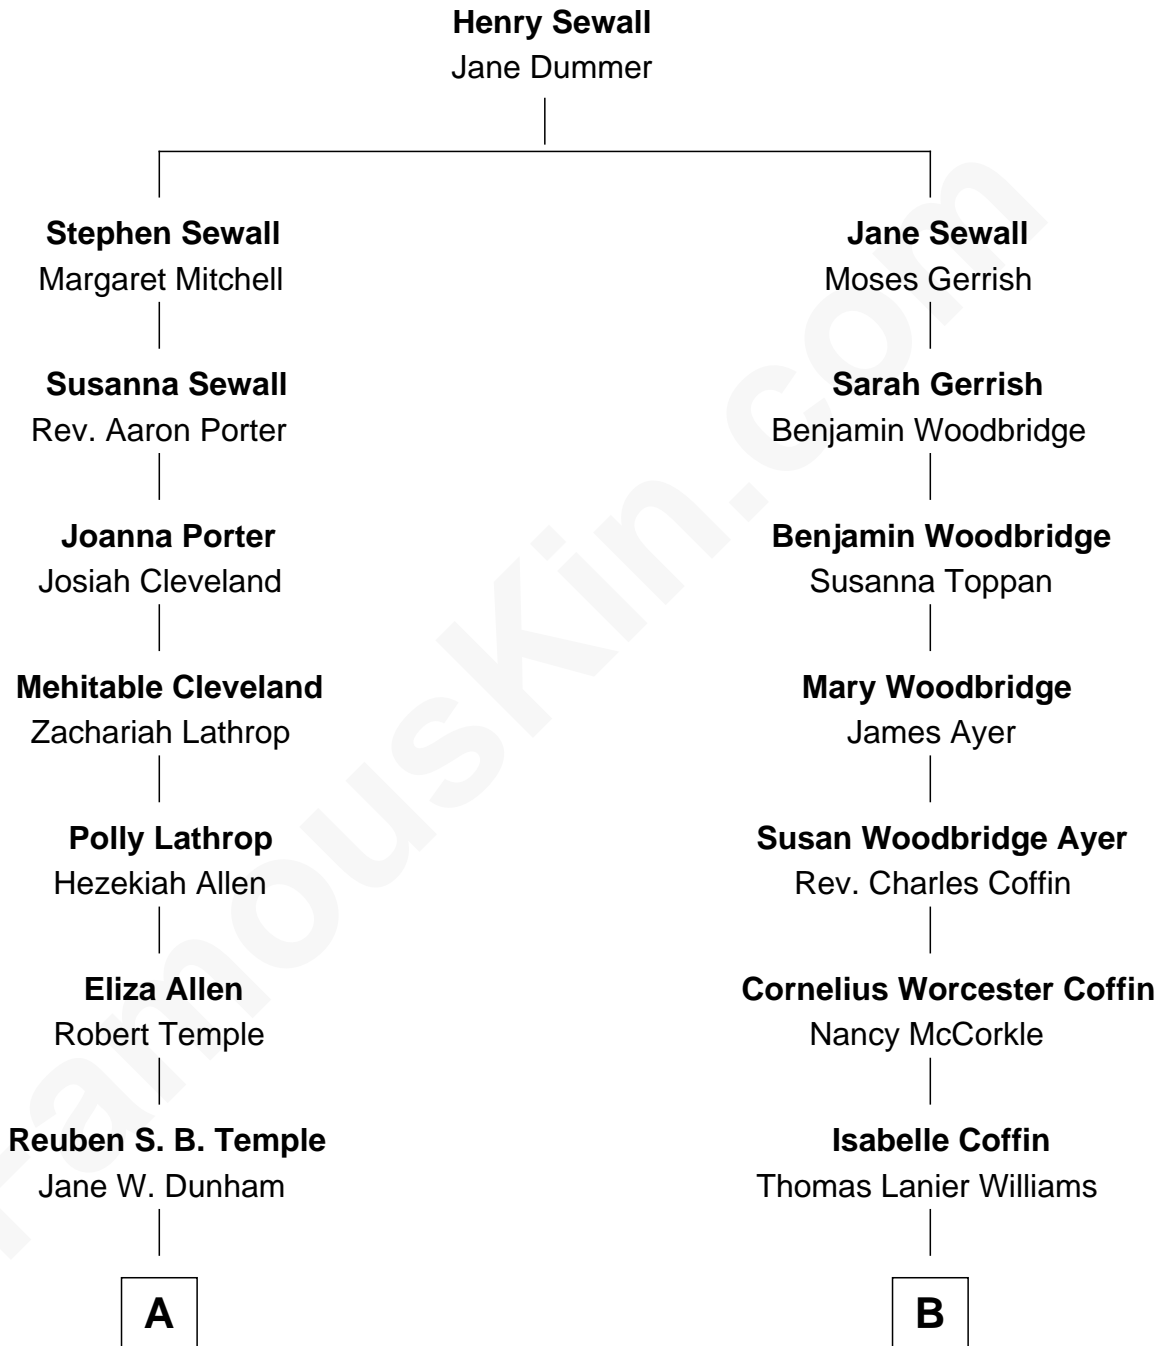 Henry Sewall
Jane Dummer
Stephen Sewall
Margaret Mitchell
Jane Sewall
Moses Gerrish
Susanna Sewall
Rev. Aaron Porter
Sarah Gerrish
Benjamin Woodbridge
Joanna Porter
Josiah Cleveland
Benjamin Woodbridge
Susanna Toppan
Mehitable Cleveland
Zachariah Lathrop
Mary Woodbridge
James Ayer
Polly Lathrop
Hezekiah Allen
Susan Woodbridge Ayer
Rev. Charles Coffin
Eliza Allen
Robert Temple
Cornelius Worcester Coffin
Nancy McCorkle
Reuben S. B. Temple
Jane W. Dunham
Isabelle Coffin
Thomas Lanier Williams
A
B
FamousKin.com